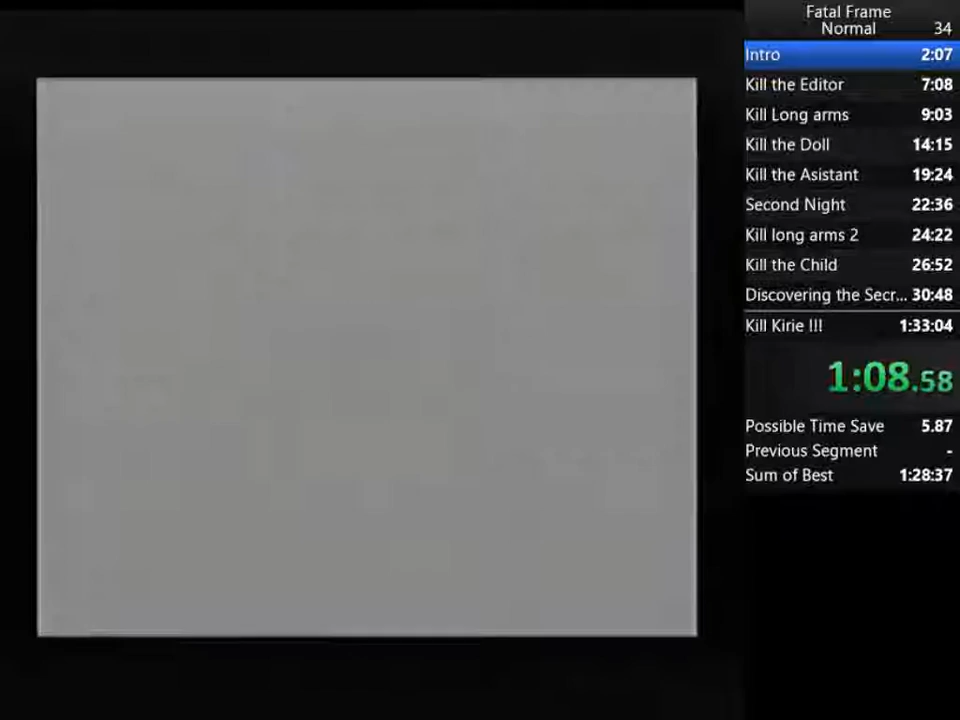 Fatal Frame
Normal 34
Intro 2:07
Kill the Editor 7:08
Kill Long arms 9:03
Kill the Doll 14:15
Kill the Asistant 19:24
Second Night 22:36
Kill long arms 2 24:22
Kill the Child 26:52
Discovering the Secr... 30:48
Kill Kirie !!! 1:33:04
1:08.58
Possible Time Save 5.87
Previous Segment -
Sum of Best 1:28:37